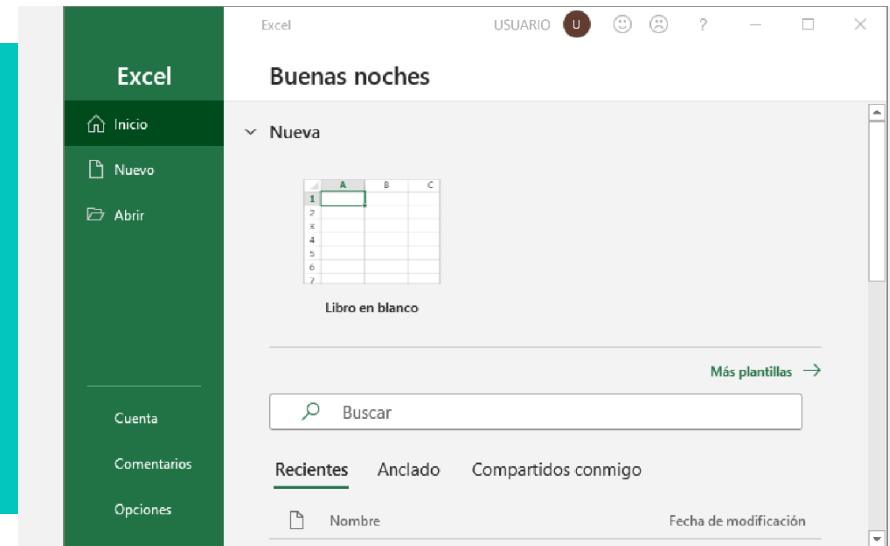 Excel
USUARIO U ?
Excel
Buenas noches
Inicio
Nueva
Nuevo
Abrir
A B C
1
2
3
4
5
6
7
Libro en blanco
Más plantillas
Buscar
Cuenta
Comentarios
Recientes Anclado Compartidos conmigo
Opciones
Nombre Fecha de modificación